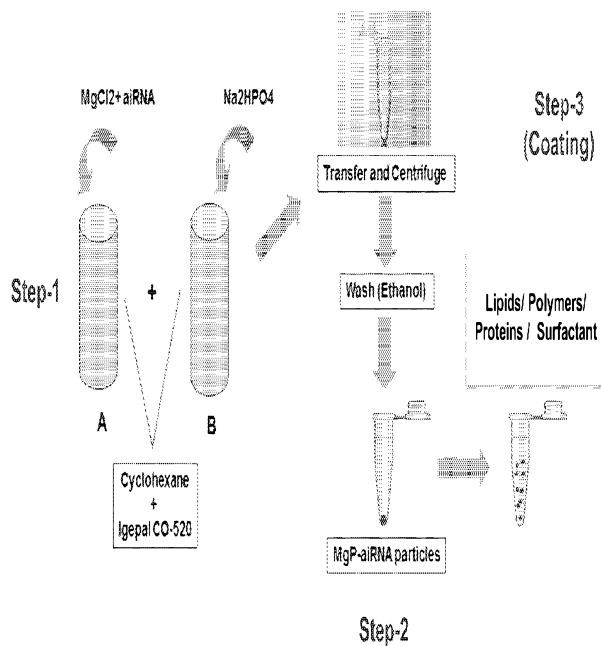 MgCl2+aiRNA
Na2HPO4
Step-1
+
A
B
Cyclohexane
+
Igepal CO-520
Transfer and Centrifuge
Wash (Ethanol)
MgP-aiRNA particles
Step-2
Step-3
(Coating)
Lipids/ Polymers/
Proteins / Surfactant